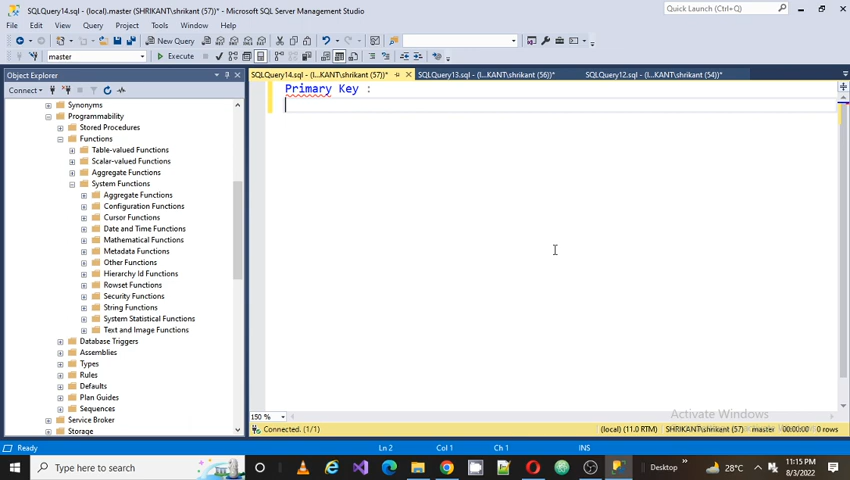 SQLQuery14.sql - (local).master (SHRIKANT\shrikant (57))* - Microsoft SQL Server Management Studio
Quick Launch (Ctrl+Q)
File Edit View Query Project Tools Window Help
New Query
master
Execute
Object Explorer
SQLQuery14.sql - (l...KANT\shrikant (57))*
SQLQuery13.sql - (l...KANT\shrikant (56))*
SQLQuery12.sql - (l...KANT\shrikant (54))*
Connect
Primary Key :
Synonyms
Programmability
Stored Procedures
Functions
Table-valued Functions
Scalar-valued Functions
Aggregate Functions
System Functions
Aggregate Functions
Configuration Functions
Cursor Functions
Date and Time Functions
Mathematical Functions
Metadata Functions
Other Functions
Hierarchy Id Functions
Rowset Functions
Security Functions
String Functions
System Statistical Functions
Text and Image Functions
Database Triggers
Assemblies
Types
Rules
Defaults
Plan Guides
Sequences
Service Broker
Storage
150 %
Activate Windows
Connected. (1/1)
(local) (11.0 RTM)
SHRIKANT\shrikant (57)
master
00:00:00
0 rows
Ready
Ln 2
Col 1
Ch 1
INS
Type here to search
Desktop
28°C
11:15 PM
8/3/2022